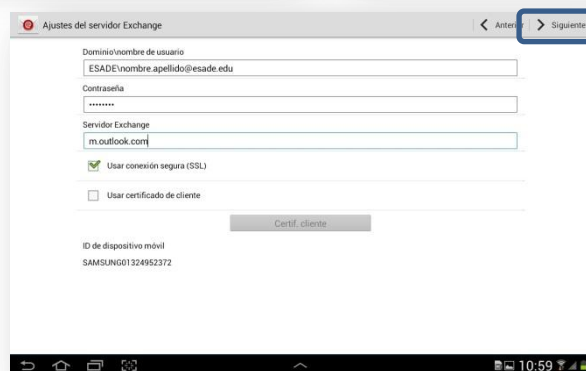 Ajustes del servidor Exchange
Anterior
Siguiente
Dominio\nombre de usuario
ESADE\nombre.apellido@esade.edu
Contraseña
••••••••
Servidor Exchange
m.outlook.com
Usar conexión segura (SSL)
Usar certificado de cliente
Certif. cliente
ID de dispositivo móvil
SAMSUNG01324952372
10:59